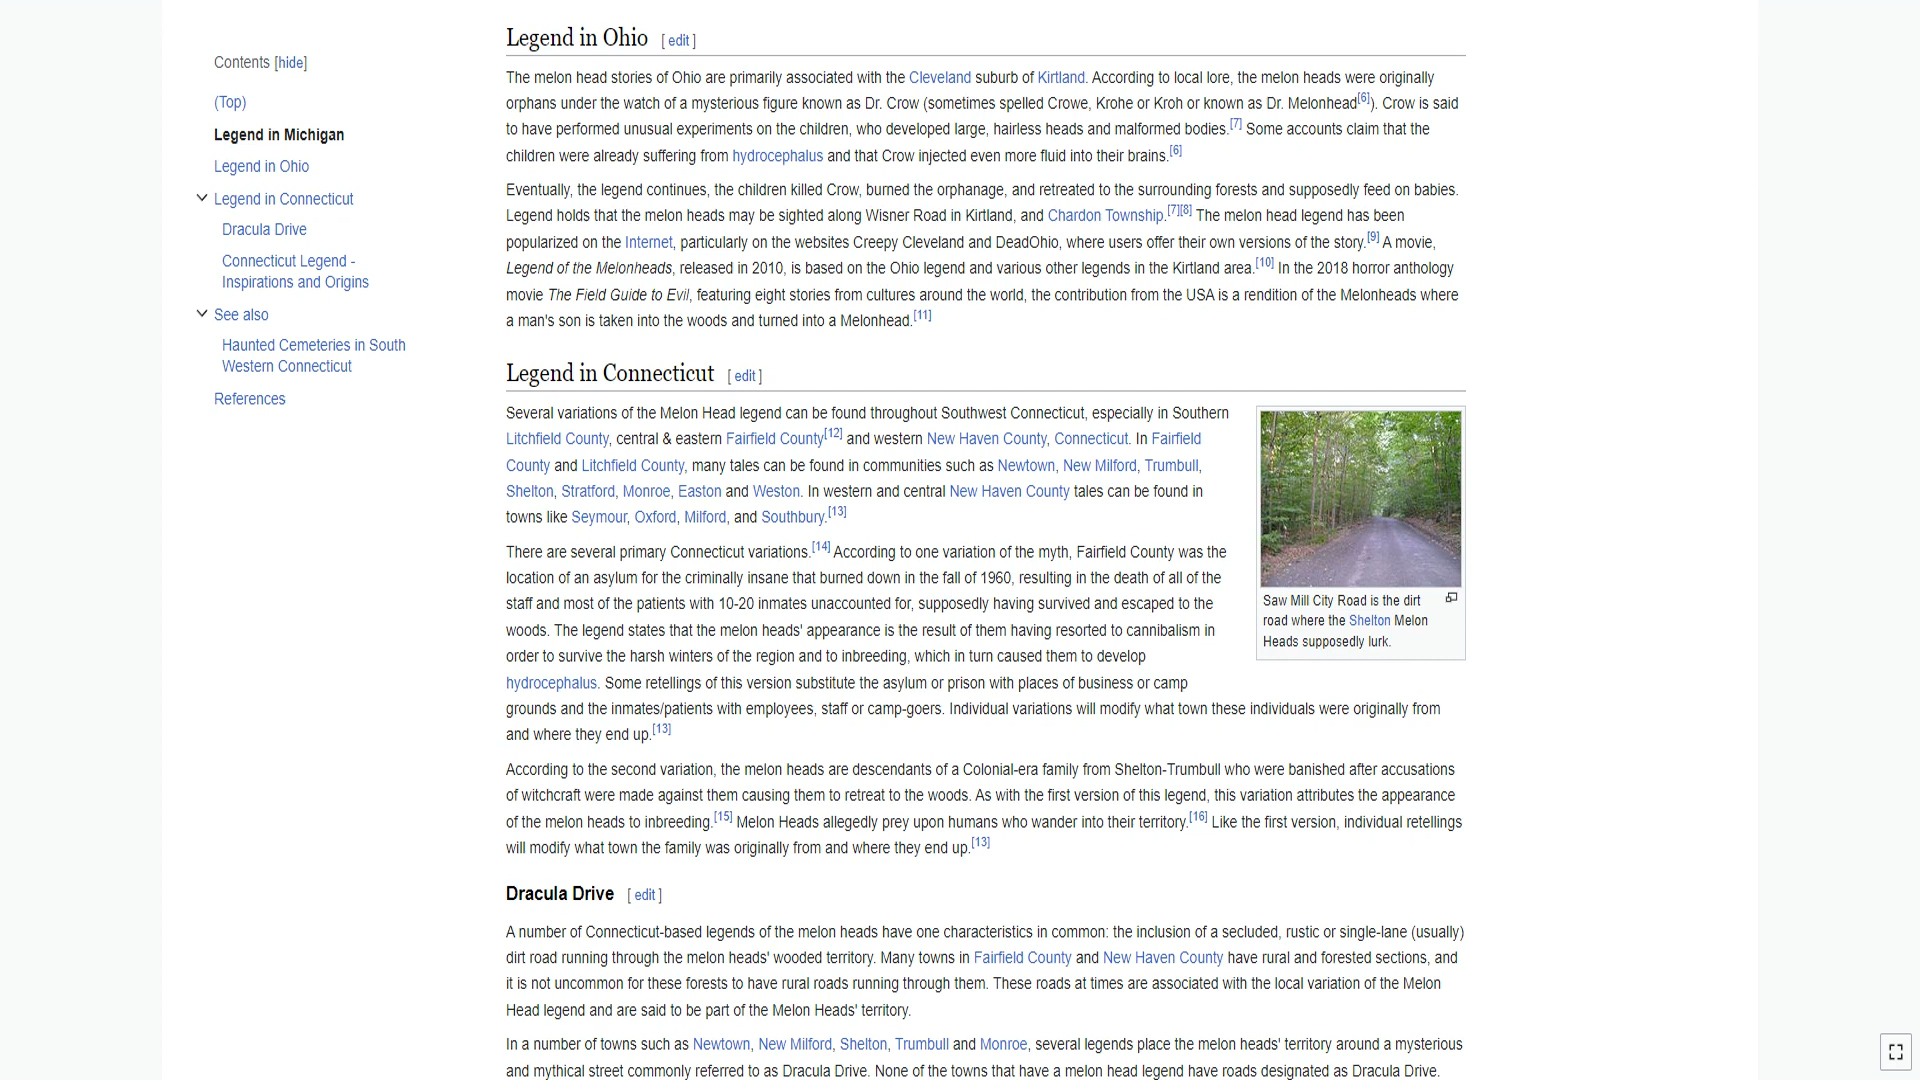 Contents [hide]
(Top)
Legend in Michigan
Legend in Ohio
Legend in Connecticut
Dracula Drive
Connecticut Legend -
Inspirations and Origins
See also
Haunted Cemeteries in South
Western Connecticut
References
Legend in Ohio [ edit ]
The melon head stories of Ohio are primarily associated with the Cleveland suburb of Kirtland. According to local lore, the melon heads were originally
orphans under the watch of a mysterious figure known as Dr. Crow (sometimes spelled Crowe, Krohe or Kroh or known as Dr. Melonhead[6]). Crow is said
to have performed unusual experiments on the children, who developed large, hairless heads and malformed bodies.[7] Some accounts claim that the
children were already suffering from hydrocephalus and that Crow injected even more fluid into their brains.[6]
Eventually, the legend continues, the children killed Crow, burned the orphanage, and retreated to the surrounding forests and supposedly feed on babies.
Legend holds that the melon heads may be sighted along Wisner Road in Kirtland, and Chardon Township.[7][8] The melon head legend has been
popularized on the Internet, particularly on the websites Creepy Cleveland and DeadOhio, where users offer their own versions of the story.[9] A movie,
Legend of the Melonheads, released in 2010, is based on the Ohio legend and various other legends in the Kirtland area.[10] In the 2018 horror anthology
movie The Field Guide to Evil, featuring eight stories from cultures around the world, the contribution from the USA is a rendition of the Melonheads where
a man's son is taken into the woods and turned into a Melonhead.[11]
Legend in Connecticut [ edit ]
Several variations of the Melon Head legend can be found throughout Southwest Connecticut, especially in Southern
Litchfield County, central & eastern Fairfield County[12] and western New Haven County, Connecticut. In Fairfield
County and Litchfield County, many tales can be found in communities such as Newtown, New Milford, Trumbull,
Shelton, Stratford, Monroe, Easton and Weston. In western and central New Haven County tales can be found in
towns like Seymour, Oxford, Milford, and Southbury.[13]
There are several primary Connecticut variations.[14] According to one variation of the myth, Fairfield County was the
location of an asylum for the criminally insane that burned down in the fall of 1960, resulting in the death of all of the
staff and most of the patients with 10-20 inmates unaccounted for, supposedly having survived and escaped to the
woods. The legend states that the melon heads' appearance is the result of them having resorted to cannibalism in
order to survive the harsh winters of the region and to inbreeding, which in turn caused them to develop
hydrocephalus. Some retellings of this version substitute the asylum or prison with places of business or camp
grounds and the inmates/patients with employees, staff or camp-goers. Individual variations will modify what town these individuals were originally from
and where they end up.[13]
Saw Mill City Road is the dirt
road where the Shelton Melon
Heads supposedly lurk.
According to the second variation, the melon heads are descendants of a Colonial-era family from Shelton-Trumbull who were banished after accusations
of witchcraft were made against them causing them to retreat to the woods. As with the first version of this legend, this variation attributes the appearance
of the melon heads to inbreeding.[15] Melon Heads allegedly prey upon humans who wander into their territory.[16] Like the first version, individual retellings
will modify what town the family was originally from and where they end up.[13]
Dracula Drive [ edit ]
A number of Connecticut-based legends of the melon heads have one characteristics in common: the inclusion of a secluded, rustic or single-lane (usually)
dirt road running through the melon heads' wooded territory. Many towns in Fairfield County and New Haven County have rural and forested sections, and
it is not uncommon for these forests to have rural roads running through them. These roads at times are associated with the local variation of the Melon
Head legend and are said to be part of the Melon Heads' territory.
In a number of towns such as Newtown, New Milford, Shelton, Trumbull and Monroe, several legends place the melon heads' territory around a mysterious
and mythical street commonly referred to as Dracula Drive. None of the towns that have a melon head legend have roads designated as Dracula Drive.